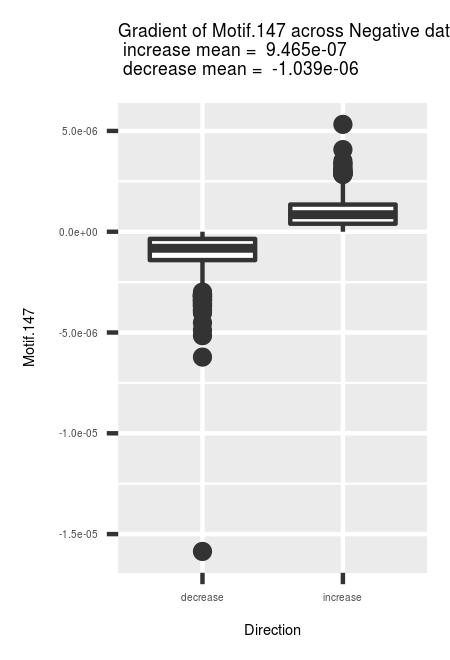 Gradient of Motif.147 across Negative dat
increase mean =  9.465e-07
decrease mean =  -1.039e-06
5.0e-06
0.0e+00
-5.0e-06
-1.0e-05
-1.5e-05
Motif.147
decrease
increase
Direction